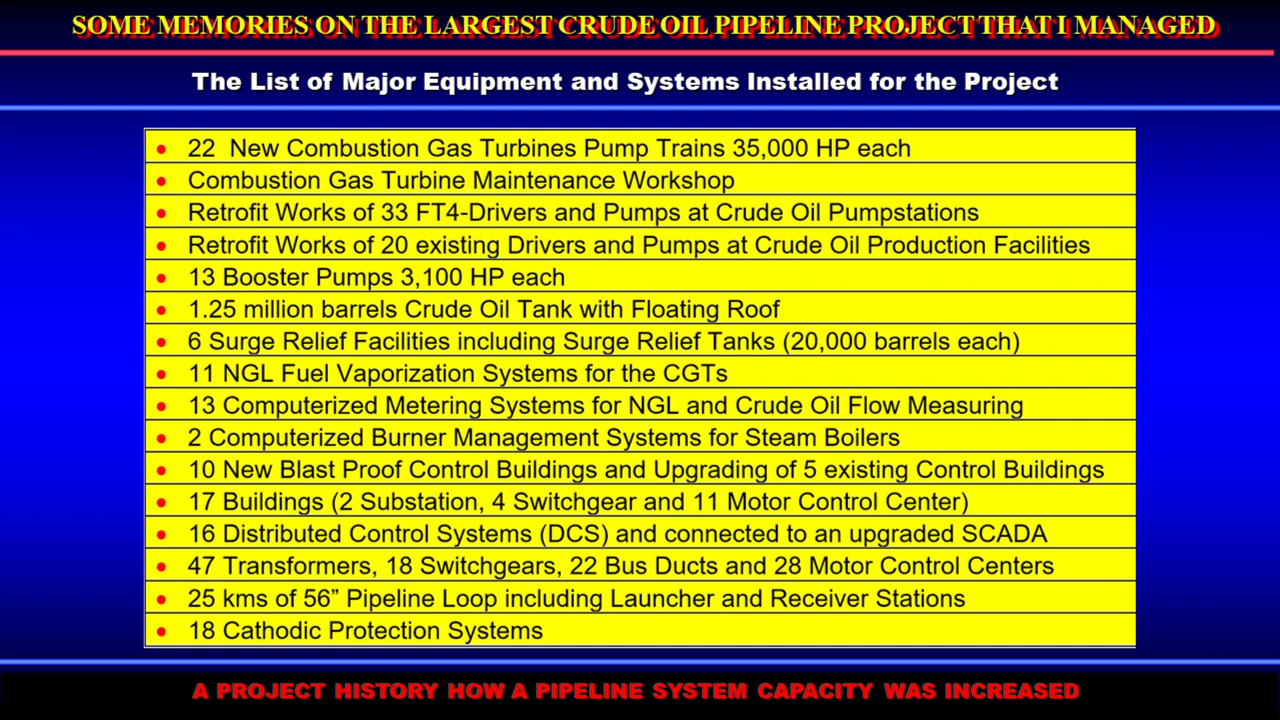 SOME MEMORIES ON THE LARGEST CRUDE OIL PIPELINE PROJECT THAT I MANAGED
The List of Major Equipment and Systems Installed for the Project
• 22 New Combustion Gas Turbines Pump Trains 35,000 HP each
• Combustion Gas Turbine Maintenance Workshop
• Retrofit Works of 33 FT4-Drivers and Pumps at Crude Oil Pumpstations
• Retrofit Works of 20 existing Drivers and Pumps at Crude Oil Production Facilities
• 13 Booster Pumps 3,100 HP each
• 1.25 million barrels Crude Oil Tank with Floating Roof
• 6 Surge Relief Facilities including Surge Relief Tanks (20,000 barrels each)
• 11 NGL Fuel Vaporization Systems for the CGTs
• 13 Computerized Metering Systems for NGL and Crude Oil Flow Measuring
• 2 Computerized Burner Management Systems for Steam Boilers
• 10 New Blast Proof Control Buildings and Upgrading of 5 existing Control Buildings
• 17 Buildings (2 Substation, 4 Switchgear and 11 Motor Control Center)
• 16 Distributed Control Systems (DCS) and connected to an upgraded SCADA
• 47 Transformers, 18 Switchgears, 22 Bus Ducts and 28 Motor Control Centers
• 25 kms of 56” Pipeline Loop including Launcher and Receiver Stations
• 18 Cathodic Protection Systems
A PROJECT HISTORY HOW A PIPELINE SYSTEM CAPACITY WAS INCREASED